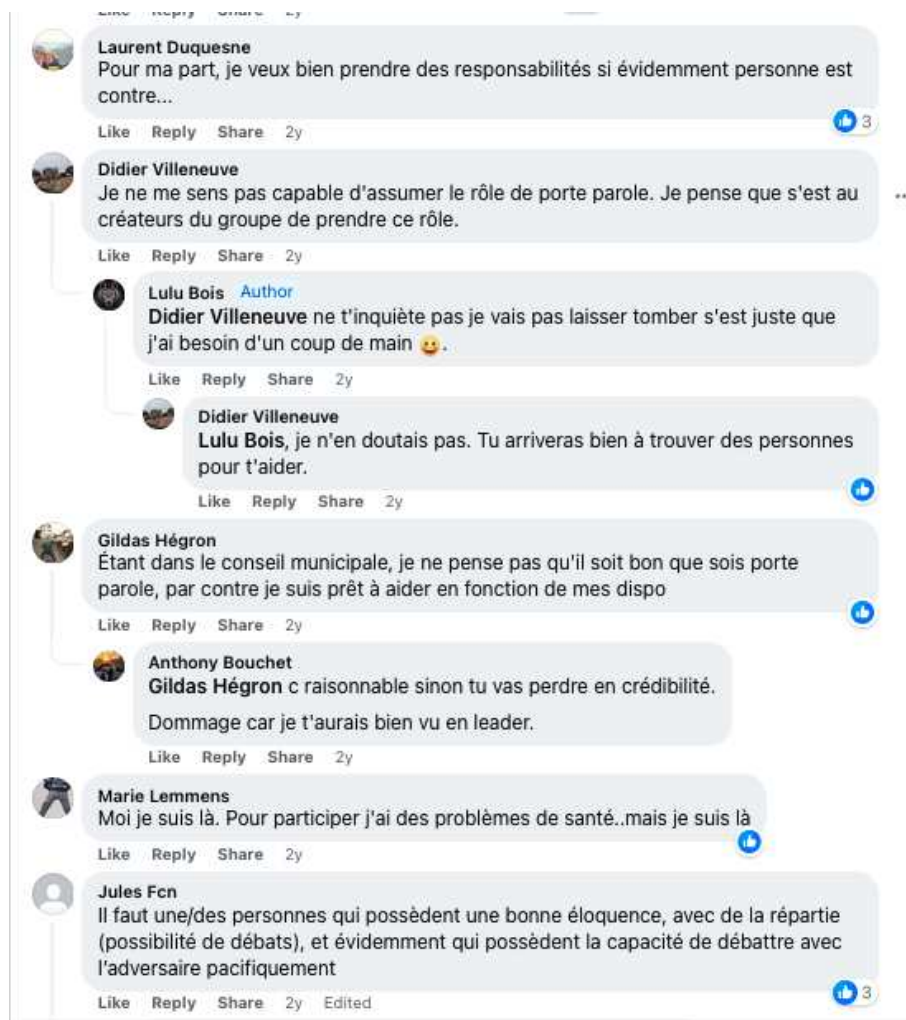 Laurent Duquesne
Pour ma part, je veux bien prendre des responsabilités si évidemment personne est
contre...
Like Reply Share 2y
3
Didier Villeneuve
Je ne me sens pas capable d'assumer le rôle de porte parole. Je pense que s'est au
créateurs du groupe de prendre ce rôle.
Like Reply Share 2y
Lulu Bois Author
Didier Villeneuve ne t'inquiète pas je vais pas laisser tomber s'est juste que
j'ai besoin d'un coup de main 😀.
Like Reply Share 2y
Didier Villeneuve
Lulu Bois, je n'en doutais pas. Tu arriveras bien à trouver des personnes
pour t'aider.
Like Reply Share 2y
Gildas Hégron
Étant dans le conseil municipale, je ne pense pas qu'il soit bon que sois porte
parole, par contre je suis prêt à aider en fonction de mes dispo
Like Reply Share 2y
Anthony Bouchet
Gildas Hégron c raisonnable sinon tu vas perdre en crédibilité.
Dommage car je t'aurais bien vu en leader.
Like Reply Share 2y
Marie Lemmens
Moi je suis là. Pour participer j'ai des problèmes de santé..mais je suis là
Like Reply Share 2y
Jules Fcn
Il faut une/des personnes qui possèdent une bonne éloquence, avec de la répartie
(possibilité de débats), et évidemment qui possèdent la capacité de débattre avec
l'adversaire pacifiquement
Like Reply Share 2y Edited
3